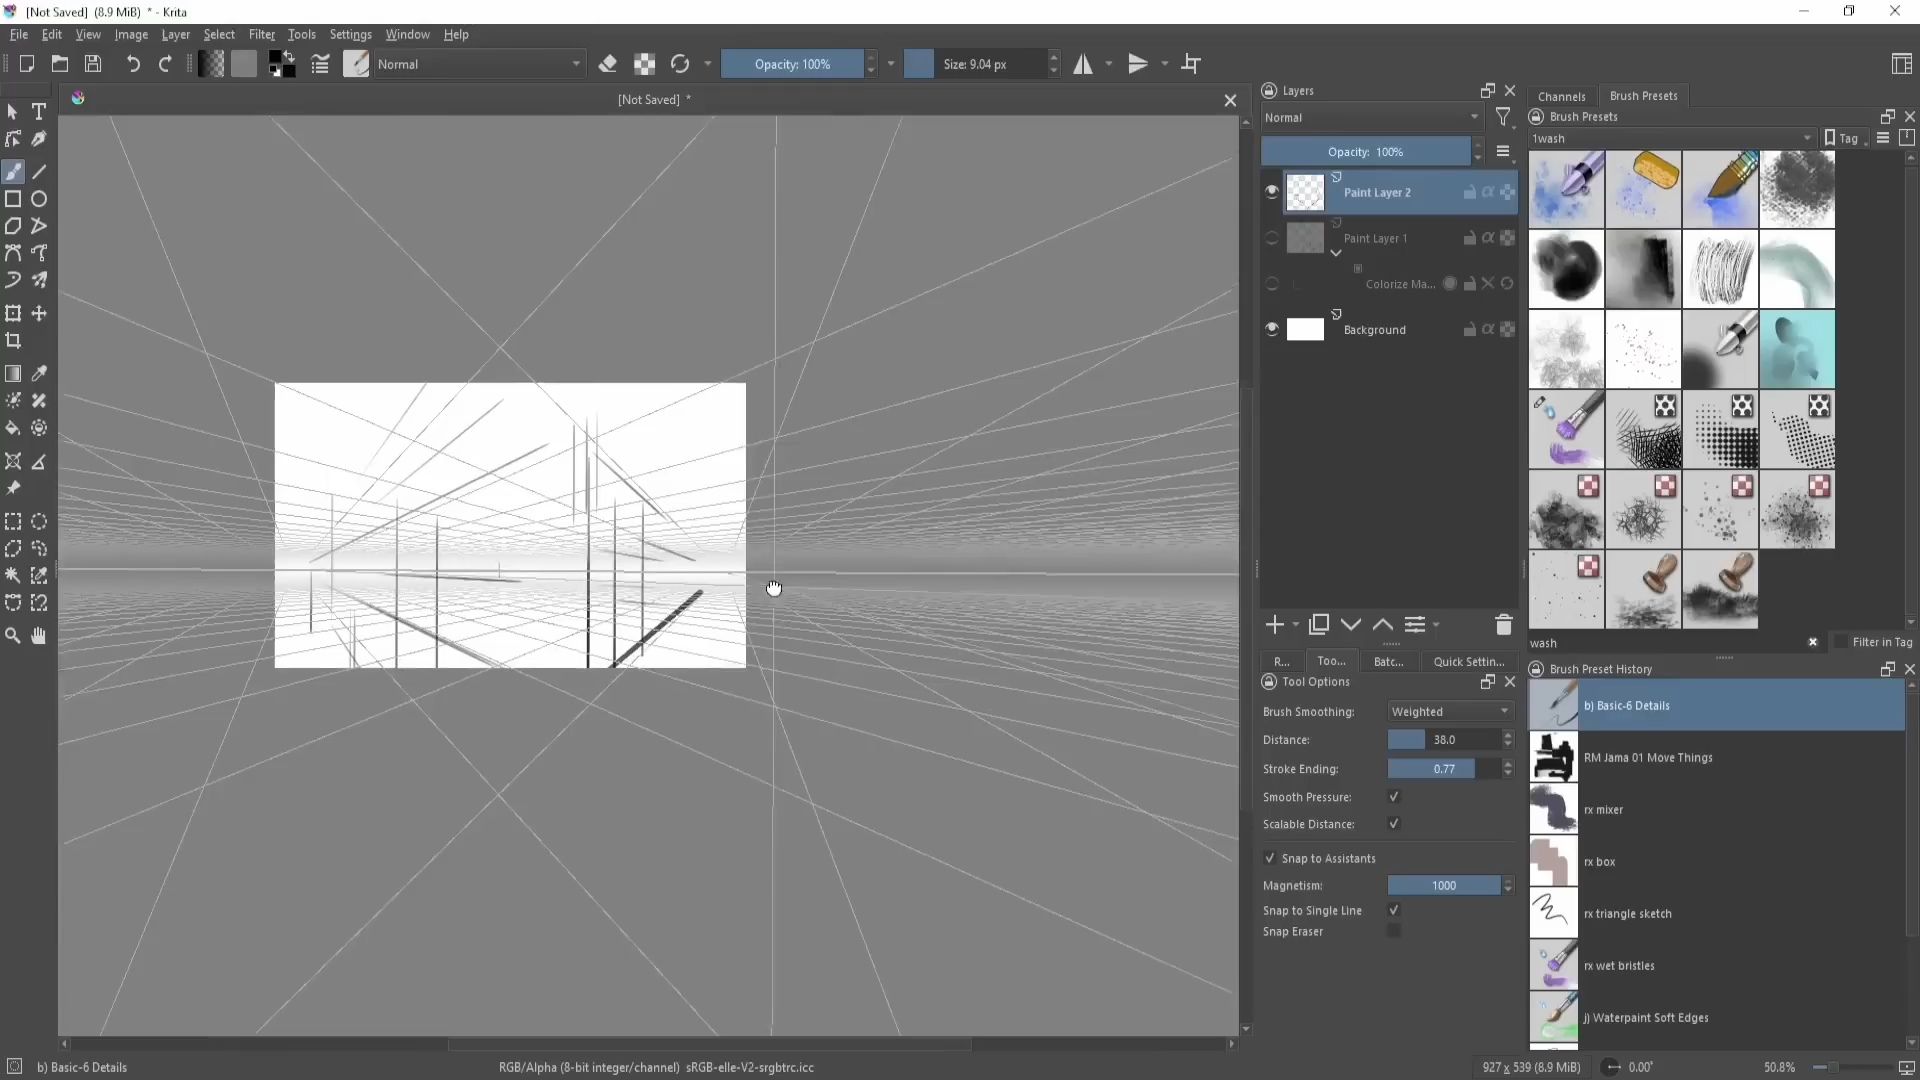 [Not Saved]  (8.9 MiB)  * - Krita
File Edit View Image Layer Select Filter Tools Settings Window Help
Normal Opacity: 100% Size: 9.04 px
[Not Saved] *
Layers
Normal
Opacity: 100%
Paint Layer 2
Paint Layer 1
Colorize Ma...
Background
R... Too... Batc... Quick Settin...
Tool Options
Brush Smoothing: Weighted
Distance: 38.0
Stroke Ending: 0.77
Smooth Pressure:
Scalable Distance:
Snap to Assistants
Magnetism: 1000
Snap to Single Line
Snap Eraser
Channels Brush Presets
Brush Presets
1wash Tag
wash Filter in Tag
Brush Preset History
b) Basic-6 Details
RM Jama 01 Move Things
rx mixer
rx box
rx triangle sketch
rx wet bristles
j) Waterpaint Soft Edges
b) Basic-6 Details RGB/Alpha (8-bit integer/channel)  sRGB-elle-V2-srgbtrc.icc 927 x 539 (8.9 MiB) 0.00° 50.8%